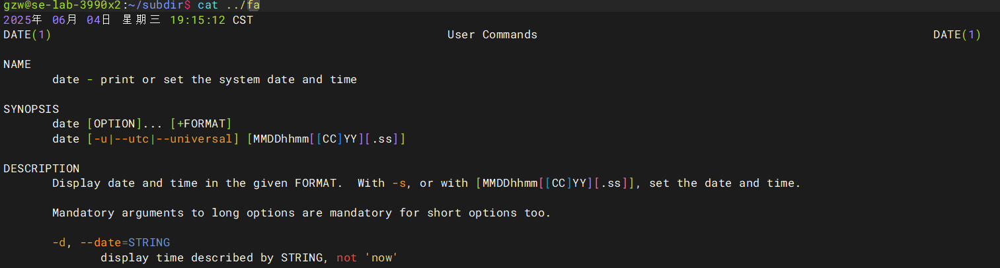 gzw@se-lab-3990x2:~/subdir$ cat ../fa
2025年 06月 04日 星期三 19:15:12 CST
DATE(1) User Commands DATE(1)
NAME
date - print or set the system date and time
SYNOPSIS
date [OPTION]... [+FORMAT]
date [-u|--utc|--universal] [MMDDhhmm[[CC]YY][.ss]]
DESCRIPTION
Display date and time in the given FORMAT. With -s, or with [MMDDhhmm[[CC]YY][.ss]], set the date and time.
Mandatory arguments to long options are mandatory for short options too.
-d, --date=STRING
display time described by STRING, not 'now'